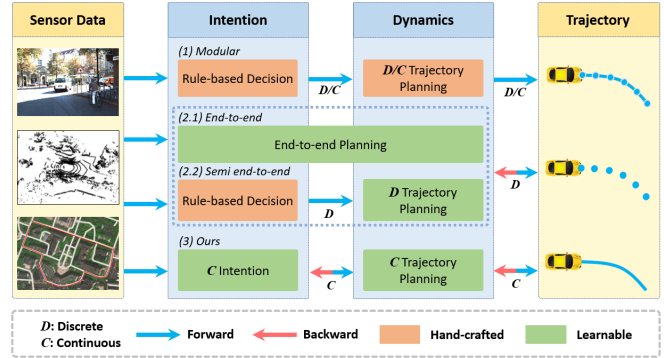 Sensor Data
Intention
Dynamics
Trajectory
(1) Modular
Rule-based Decision
D/C
D/C Trajectory
Planning
D/C
(2.1) End-to-end
End-to-end Planning
(2.2) Semi end-to-end
Rule-based Decision
D
D Trajectory
Planning
D
(3) Ours
C Intention
C
C Trajectory
Planning
C
D: Discrete
C: Continuous
Forward
Backward
Hand-crafted
Learnable